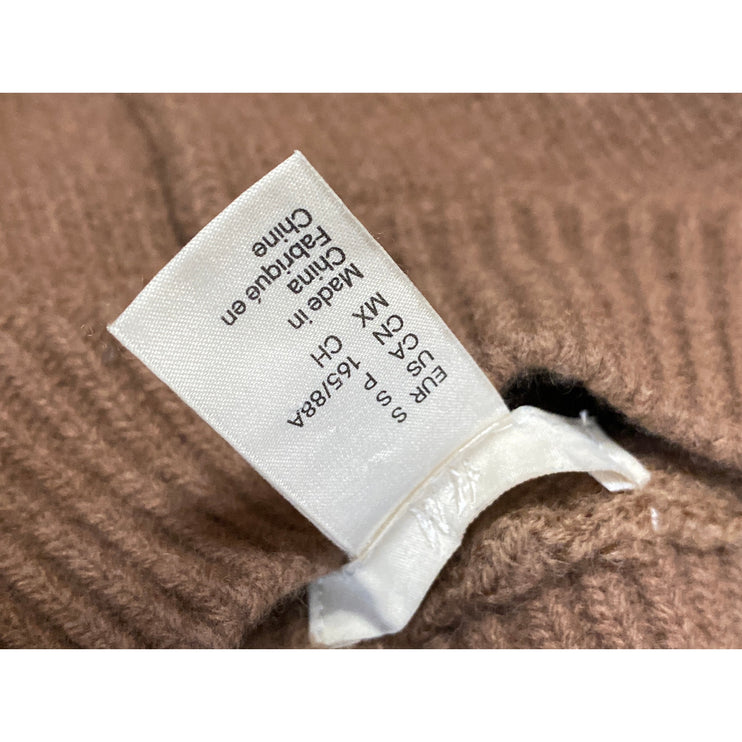 EUR S
US S
CA P
CN 165/88A
MX CH
Made in
China
Fabriqué en
Chine